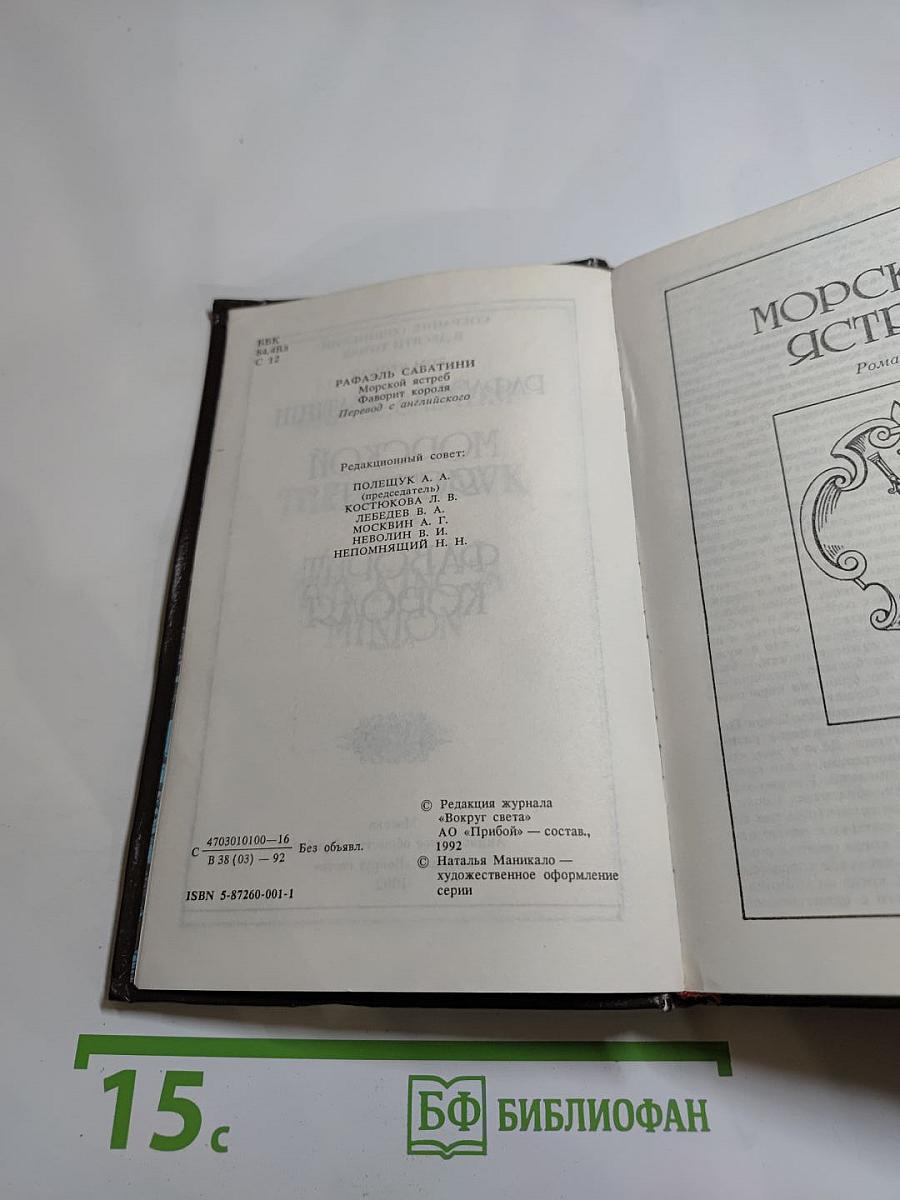 ББК
84.4Вл
С 12
РАФАЭЛЬ САБАТИНИ
Морской ястреб
Фаворит короля
Перевод с английского
Редакционный совет:
ПОЛЕЩУК А. А.
(председатель)
КОСТЮКОВА Л. В.
ЛЕБЕДЕВ В. А.
МОСКВИН А. Г.
НЕВОЛИН В. И.
НЕПОМНЯЩИЙ Н. Н.
С 4703010100—16
В 38 (03) — 92
Без объявл.
ISBN 5-87260-001-1
© Редакция журнала
«Вокруг света»
АО «Прибой» — состав.,
1992
© Наталья Маникало —
художественное оформление
серии
МОРСК
ЯСТР
Рома
15 с
БФ БИБЛИОФАН